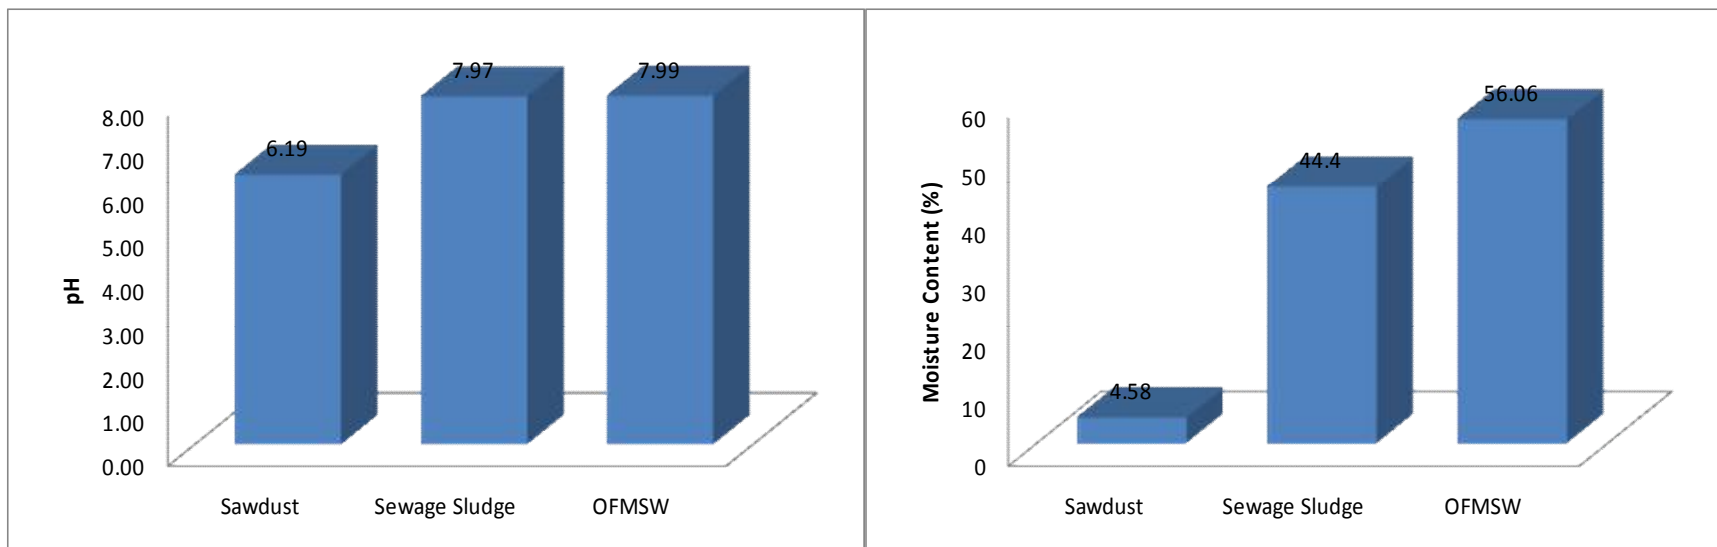 7.97
7.99
8.00
6.19
7.00
6.00
5.00
pH
4.00
3.00
2.00
1.00
0.00
Sawdust
Sewage Sludge
OFMSW
56.06
60
44.4
50
40
Moisture Content (%)
30
20
4.58
10
0
Sawdust
Sewage Sludge
OFMSW